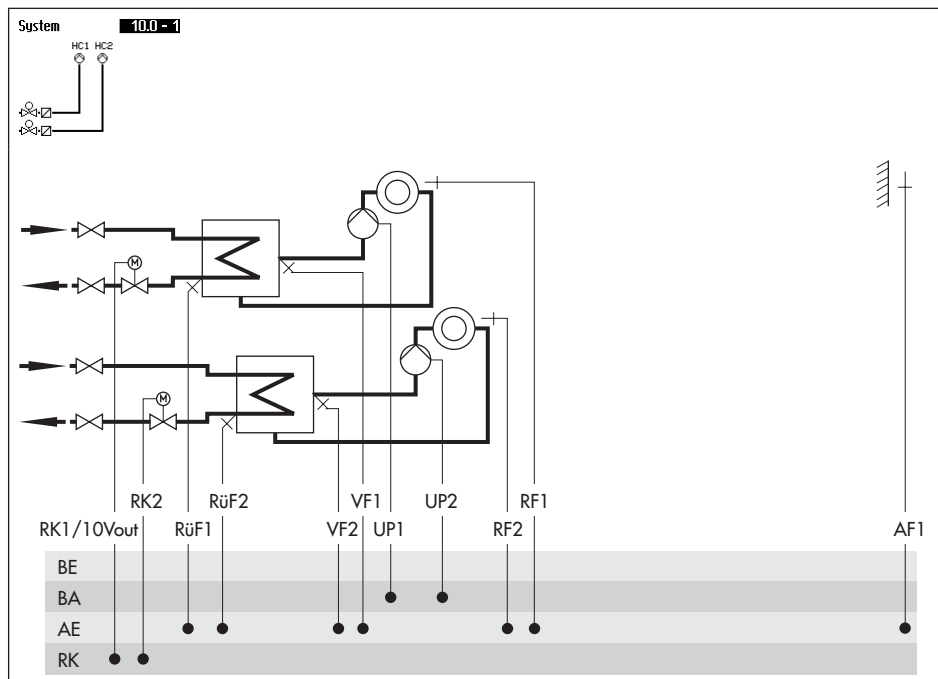 System 10.0 - 1
HC1 HC2
M
M
RK2 RüF2 VF1 UP2 RF1
RK1/10Vout RüF1 VF2 UP1 RF2 AF1
BE
BA
AE
RK